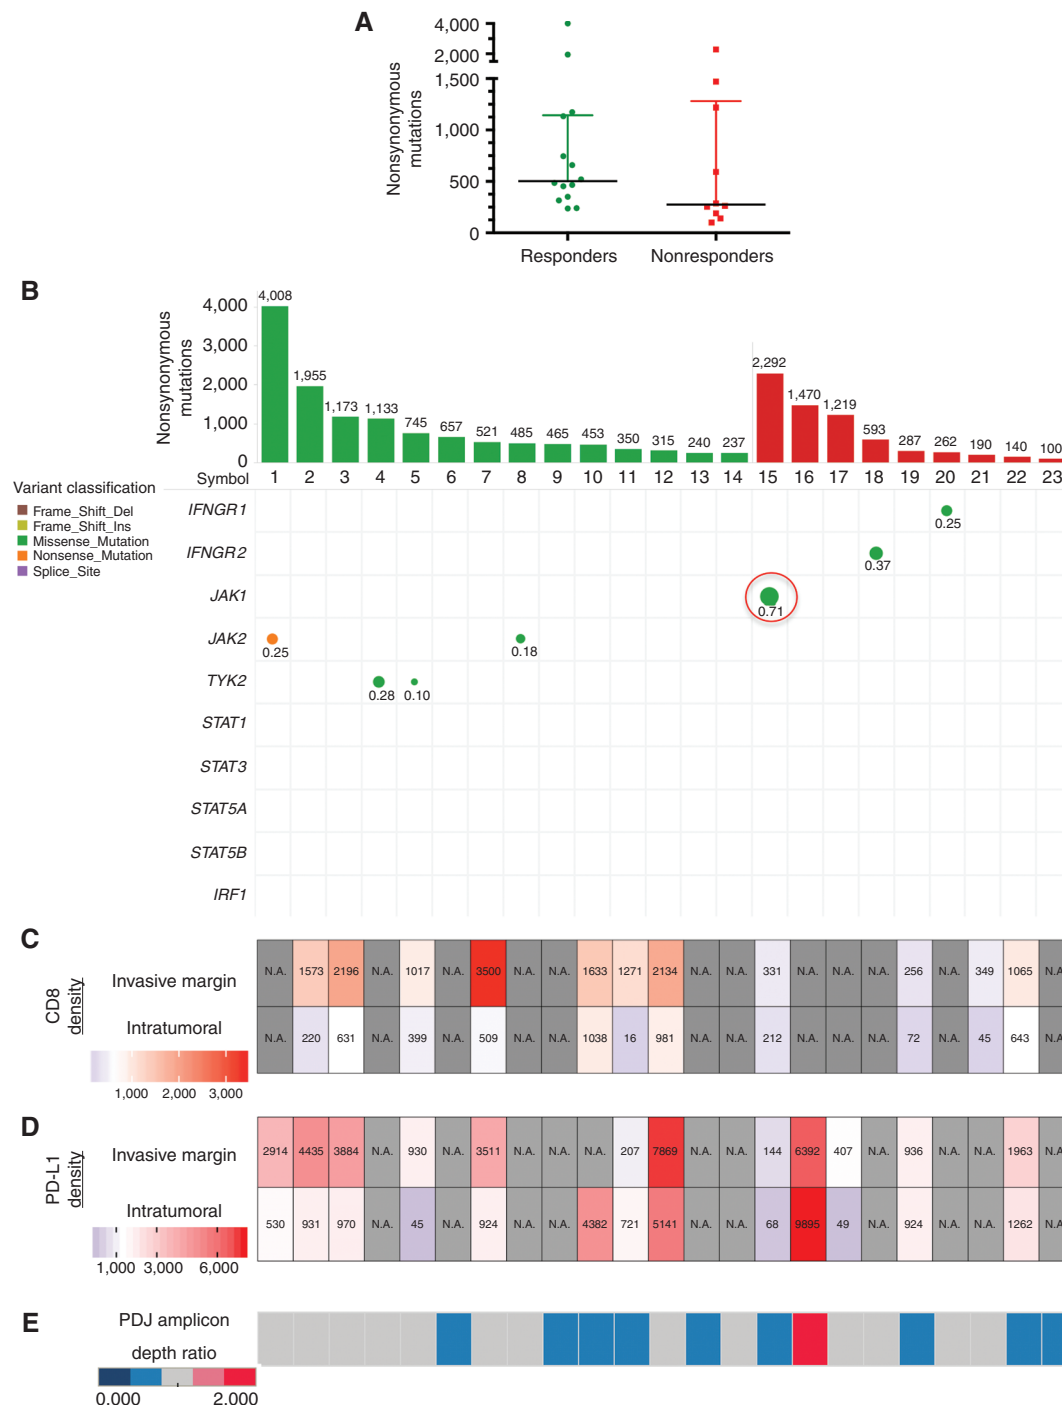 A
Nonsynonymous
mutations
4,000
2,000
1,500
1,000
500
0
Responders Nonresponders
B
Nonsynonymous
mutations
4,000
3,000
2,000
1,000
0
4,008 1,955 1,173 1,133 745 657 521 485 465 453 350 315 240 237 2,292 1,470 1,219 593 287 262 190 140 100
Symbol 1 2 3 4 5 6 7 8 9 10 11 12 13 14 15 16 17 18 19 20 21 22 23
Variant classification
Frame_Shift_Del
Frame_Shift_Ins
Missense_Mutation
Nonsense_Mutation
Splice_Site
IFNGR1
0.25
IFNGR2
0.37
JAK1
0.71
JAK2
0.25 0.18
TYK2
0.28 0.10
STAT1
STAT3
STAT5A
STAT5B
IRF1
C
CD8
density
Invasive margin
N.A. 1573 2196 N.A. 1017 N.A. 3500 N.A. N.A. 1633 1271 2134 N.A. N.A. 331 N.A. N.A. N.A. 256 N.A. 349 1065 N.A
Intratumoral
N.A. 220 631 N.A. 399 N.A. 509 N.A. N.A. 1038 16 981 N.A. N.A. 212 N.A. N.A. N.A. 72 N.A. 45 643 N.A
1,000 2,000 3,000
D
PD-L1
density
Invasive margin
2914 4435 3884 N.A. 930 N.A. 3511 N.A. N.A. N.A. 207 7869 N.A. N.A. 144 6392 407 N.A. 936 N.A. N.A. 1963 N.A
Intratumoral
530 931 970 N.A. 45 N.A. 924 N.A. N.A. 4382 721 5141 N.A. N.A. 68 9895 49 N.A. 924 N.A. N.A. 1262 N.A
1,000 3,000 6,000
E
PDJ amplicon
depth ratio
0.000 2.000